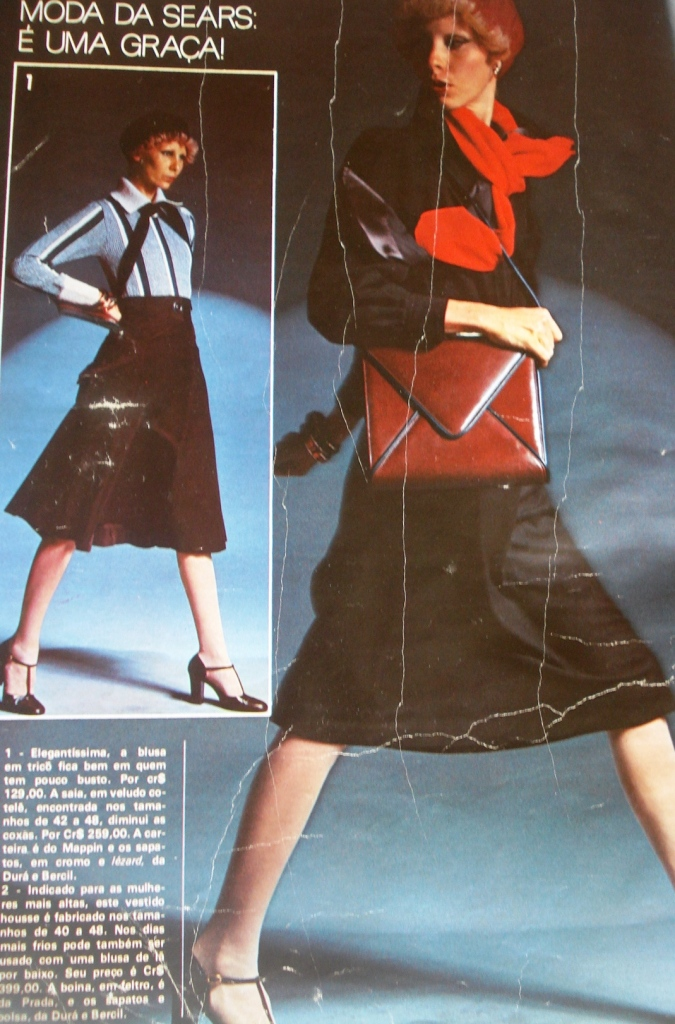 MODA DA SEARS:
É UMA GRAÇA!
1
1 - Elegantíssima, a blusa
em tricô fica bem em quem
tem pouco busto. Por cr$
129,00. A saia, em veludo co-
telê, encontrada nos tama-
nhos de 42 a 48, diminui as
coxas. Por Cr$ 259,00. A car-
teira é do Mappin e os sapa-
tos, em cromo e lézard, da
Durá e Bercil.
2 - Indicado para as mulhe-
res mais altas, este vestido
housse é fabricado nos tama-
nhos de 40 a 48. Nos dias
mais frios pode também ser
usado com uma blusa de lã
por baixo. Seu preço é Cr$
399,00. A boina, em feltro, é
da Prada, e os sapatos e
bolsa, da Durá e Bercil.